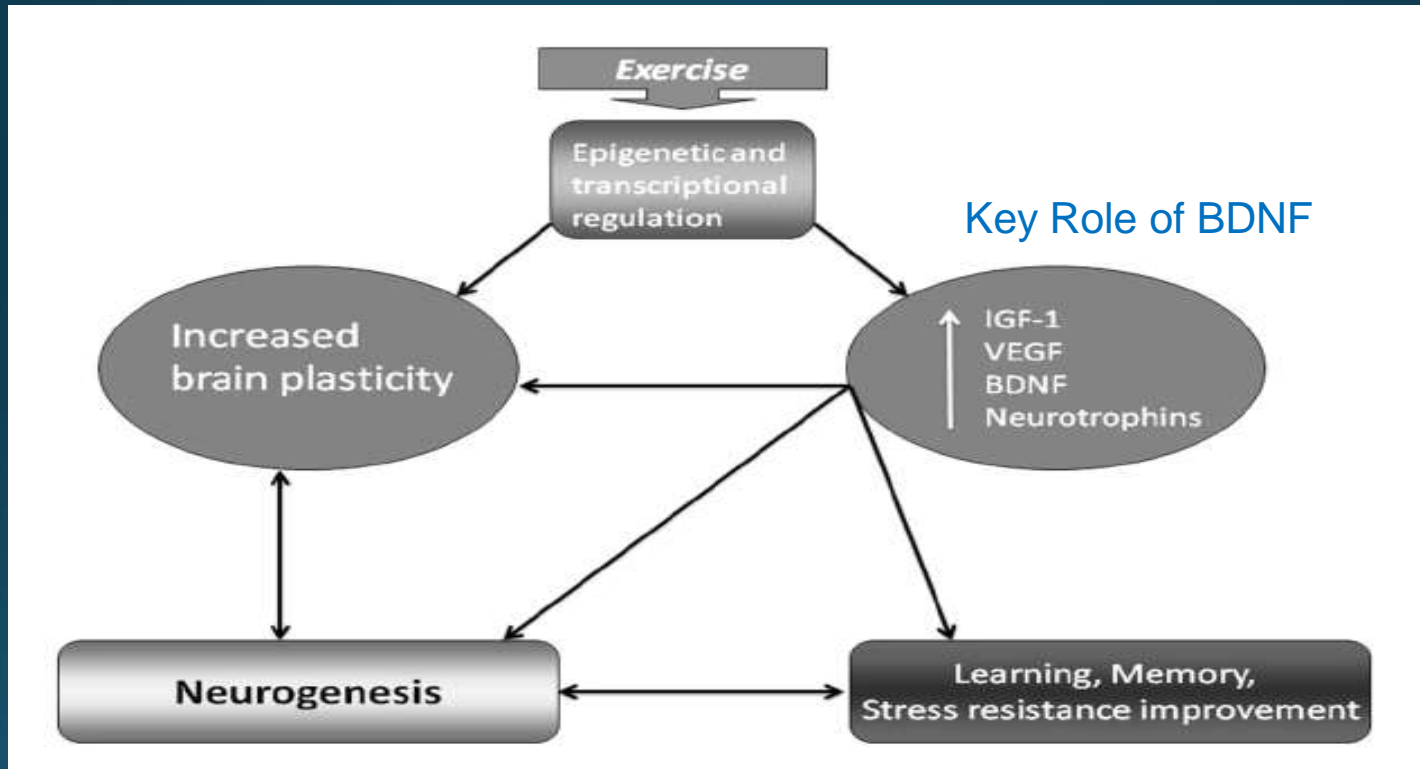 Exercise
Epigenetic and
transcriptional
regulation
Key Role of BDNF
Increased
brain plasticity
IGF-1
VEGF
BDNF
Neurotrophins
Neurogenesis
Learning, Memory,
Stress resistance improvement